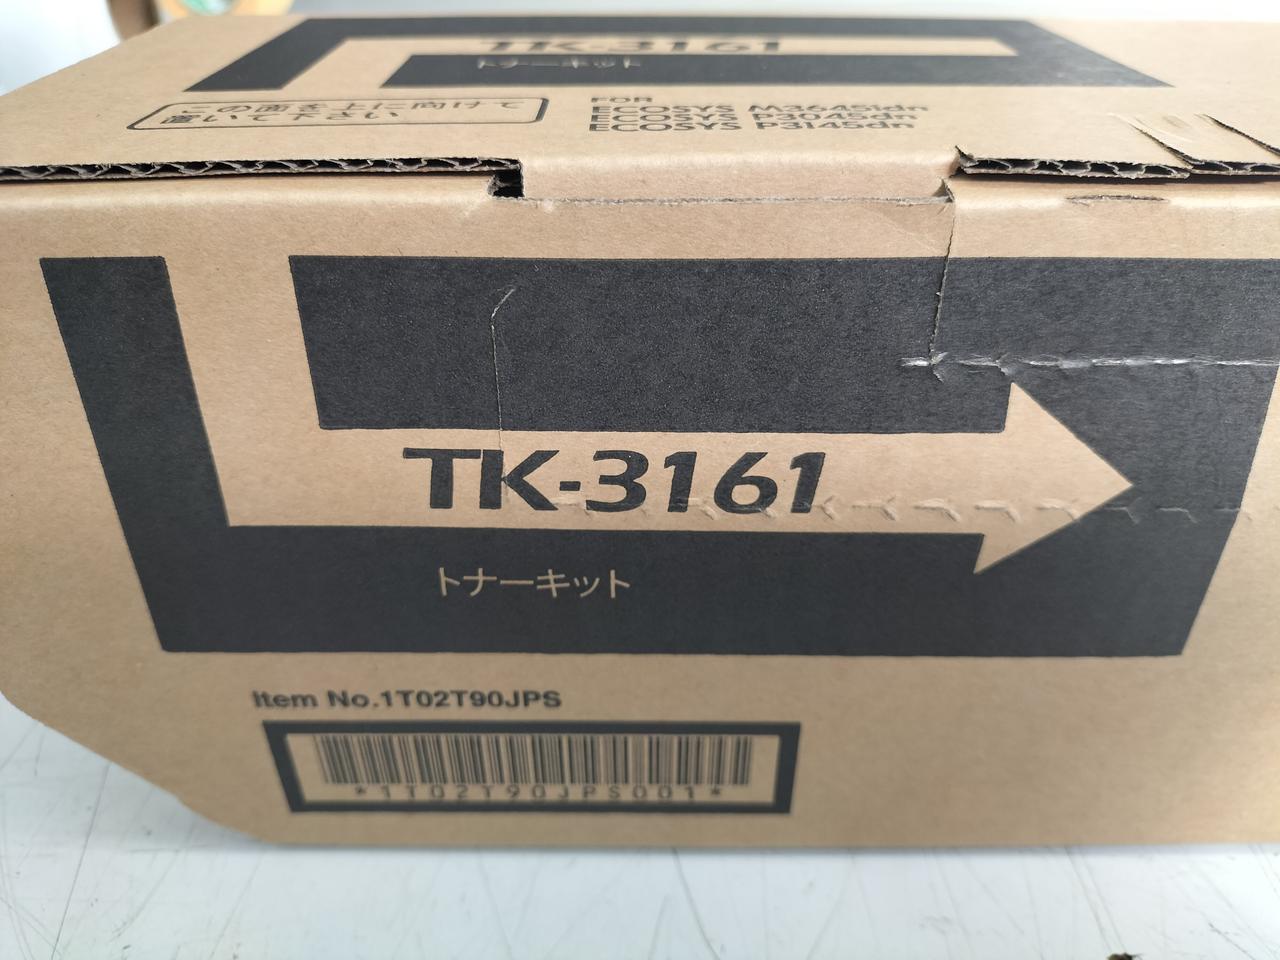 TK-3161
トナーキット
この面を上に向けて
置いて下さい
FOR
ECOSYS M3645idn
ECOSYS P3045dn
ECOSYS P3145dn
TK-3161
トナーキット
Item No.1T02T90JPS
*1T02T90JPS001*